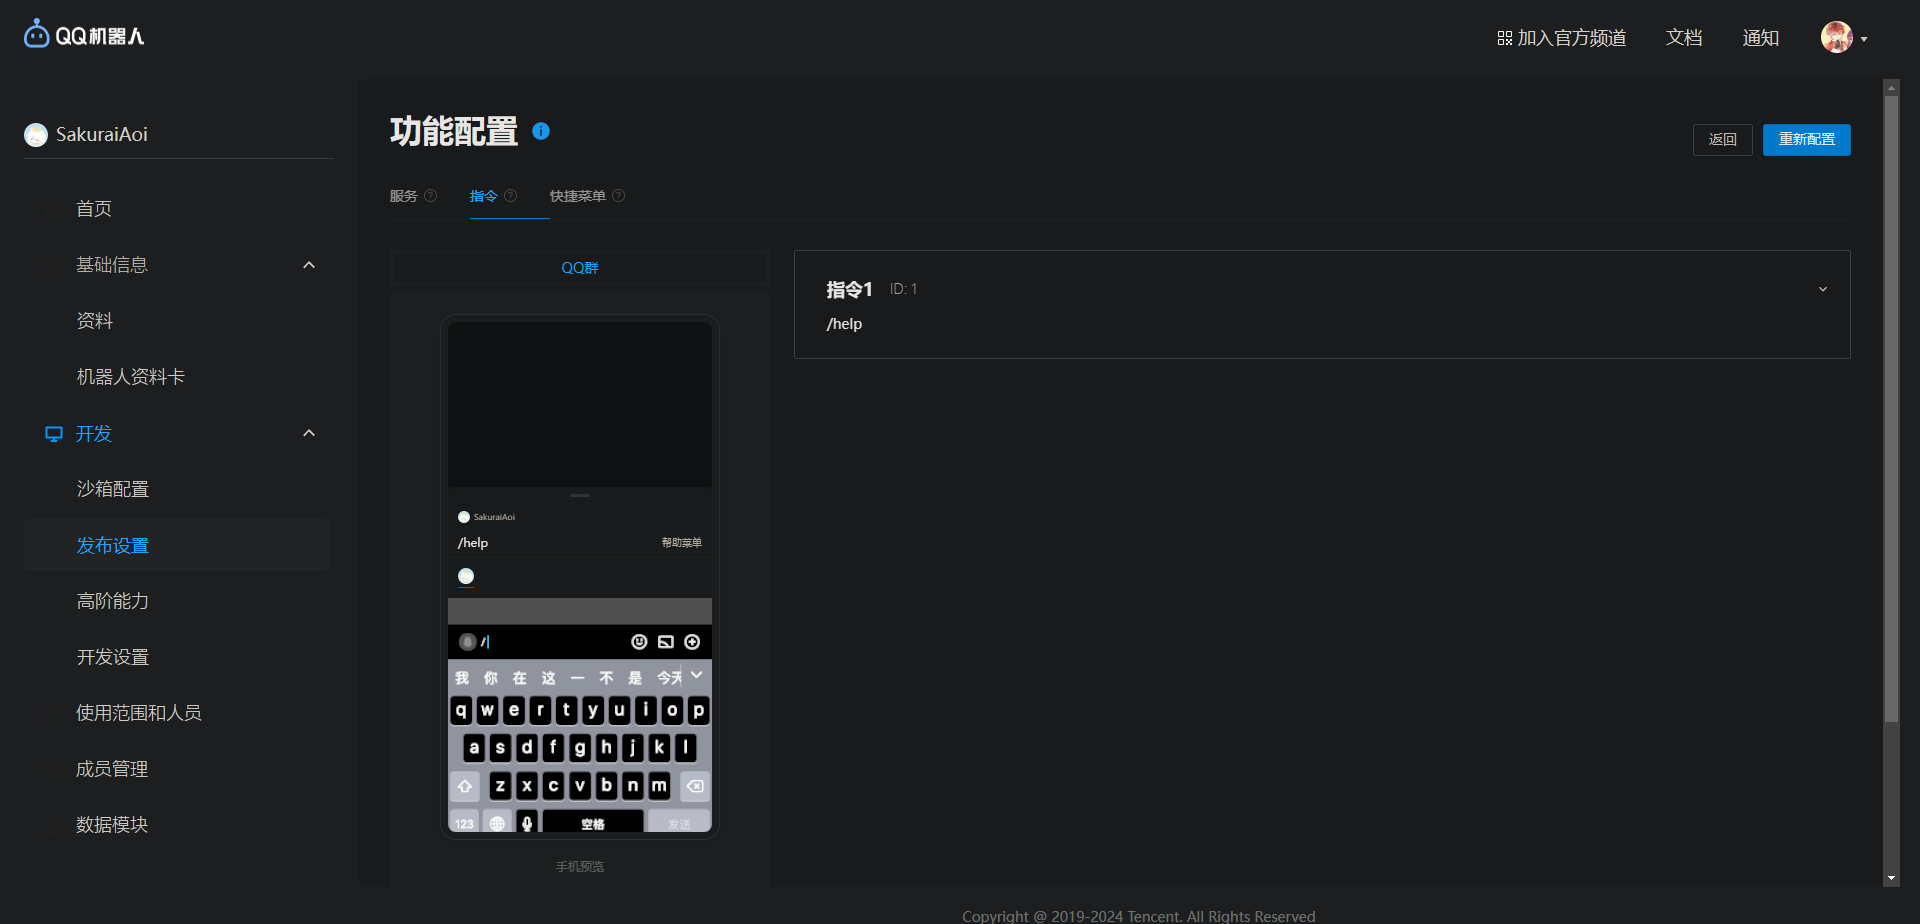 QQ机器人
加入官方频道
文档
通知
SakuraiAoi
首页
基础信息
资料
机器人资料卡
开发
沙箱配置
发布设置
高阶能力
开发设置
使用范围和人员
成员管理
数据模块
功能配置
返回
重新配置
服务
指令
快捷菜单
QQ群
SakuraiAoi
/help 帮助菜单
/
我 你 在 这 一 不 是 今天
q w e r t y u i o p
a s d f g h j k l
z x c v b n m
123 空格 发送
手机预览
指令1 ID: 1
/help
Copyright @ 2019-2024 Tencent. All Rights Reserved